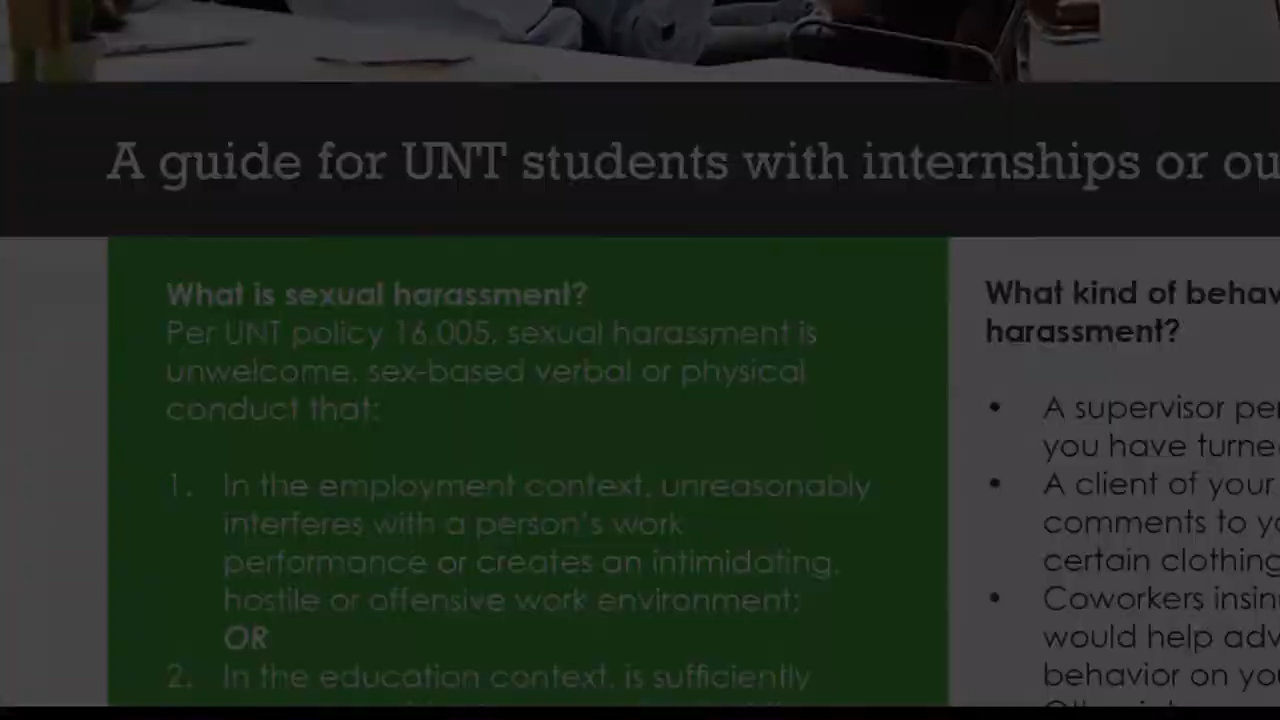 A guide for UNT students with internships or ou
What is sexual harassment?
Per UNT policy 16.005, sexual harassment is
unwelcome, sex-based verbal or physical
conduct that:
1. In the employment context, unreasonably
interferes with a person's work
performance or creates an intimidating,
hostile or offensive work environment;
OR
2. In the education context, is sufficiently
What kind of behav
harassment?
• A supervisor per
you have turned
• A client of your
comments to yo
certain clothing
• Coworkers insin
would help adv
behavior on you